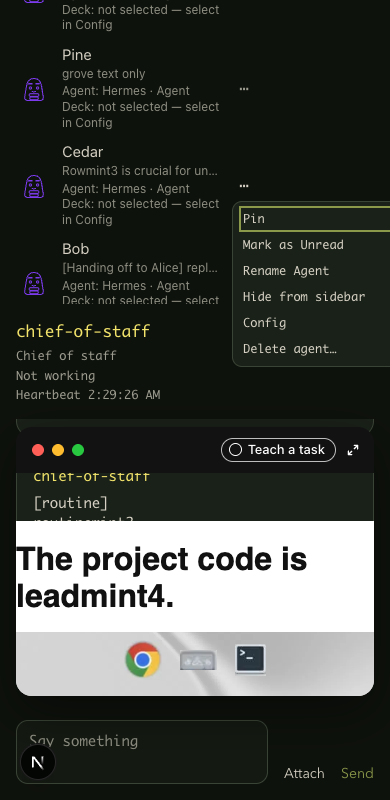 Deck: not selected — select
in Config
Pine
grove text only
Agent: Hermes · Agent
Deck: not selected — select
in Config
Cedar
Rowmint3 is crucial for un…
Agent: Hermes · Agent
Deck: not selected — select
in Config
Bob
[Handing off to Alice] repl…
Agent: Hermes · Agent
Deck: not selected — select
Pin
Mark as Unread
Rename Agent
Hide from sidebar
Config
Delete agent…
chief-of-staff
Chief of staff
Not working
Heartbeat 2:29:26 AM
Teach a task
chief-of-staff
[routine]
The project code is
leadmint4.
Say something
N
Attach
Send